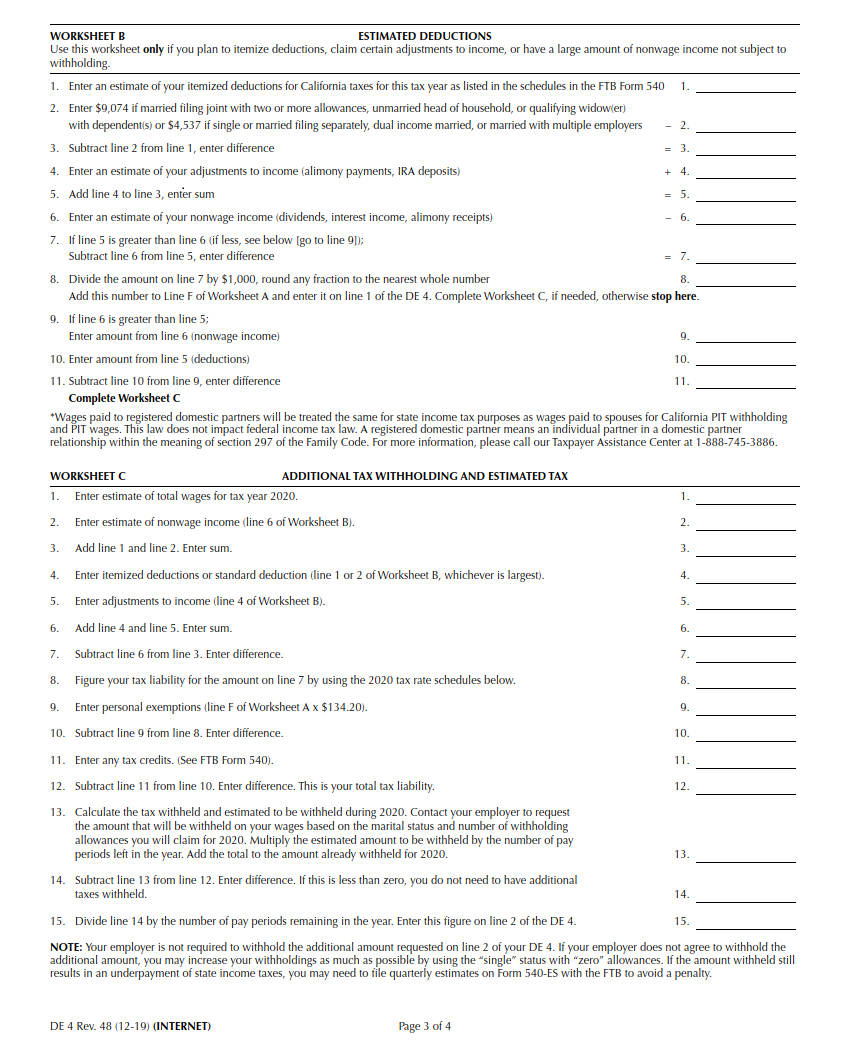 WORKSHEET B ESTIMATED DEDUCTIONS
Use this worksheet only if you plan to itemize deductions, claim certain adjustments to income, or have a large amount of nonwage income not subject to
withholding.
1. Enter an estimate of your itemized deductions for California taxes for this tax year as listed in the schedules in the FTB Form 540 1.
2. Enter $9,074 if married filing joint with two or more allowances, unmarried head of household, or qualifying widow(er)
with dependent(s) or $4,537 if single or married filing separately, dual income married, or married with multiple employers – 2.
3. Subtract line 2 from line 1, enter difference = 3.
4. Enter an estimate of your adjustments to income (alimony payments, IRA deposits) + 4.
5. Add line 4 to line 3, enter sum = 5.
6. Enter an estimate of your nonwage income (dividends, interest income, alimony receipts) – 6.
7. If line 5 is greater than line 6 (if less, see below [go to line 9]);
Subtract line 6 from line 5, enter difference = 7.
8. Divide the amount on line 7 by $1,000, round any fraction to the nearest whole number 8.
Add this number to Line F of Worksheet A and enter it on line 1 of the DE 4. Complete Worksheet C, if needed, otherwise stop here.
9. If line 6 is greater than line 5;
Enter amount from line 6 (nonwage income) 9.
10. Enter amount from line 5 (deductions) 10.
11. Subtract line 10 from line 9, enter difference 11.
Complete Worksheet C
*Wages paid to registered domestic partners will be treated the same for state income tax purposes as wages paid to spouses for California PIT withholding
and PIT wages. This law does not impact federal income tax law. A registered domestic partner means an individual partner in a domestic partner
relationship within the meaning of section 297 of the Family Code. For more information, please call our Taxpayer Assistance Center at 1-888-745-3886.
WORKSHEET C ADDITIONAL TAX WITHHOLDING AND ESTIMATED TAX
1. Enter estimate of total wages for tax year 2020. 1.
2. Enter estimate of nonwage income (line 6 of Worksheet B). 2.
3. Add line 1 and line 2. Enter sum. 3.
4. Enter itemized deductions or standard deduction (line 1 or 2 of Worksheet B, whichever is largest). 4.
5. Enter adjustments to income (line 4 of Worksheet B). 5.
6. Add line 4 and line 5. Enter sum. 6.
7. Subtract line 6 from line 3. Enter difference. 7.
8. Figure your tax liability for the amount on line 7 by using the 2020 tax rate schedules below. 8.
9. Enter personal exemptions (line F of Worksheet A x $134.20). 9.
10. Subtract line 9 from line 8. Enter difference. 10.
11. Enter any tax credits. (See FTB Form 540). 11.
12. Subtract line 11 from line 10. Enter difference. This is your total tax liability. 12.
13. Calculate the tax withheld and estimated to be withheld during 2020. Contact your employer to request
the amount that will be withheld on your wages based on the marital status and number of withholding
allowances you will claim for 2020. Multiply the estimated amount to be withheld by the number of pay
periods left in the year. Add the total to the amount already withheld for 2020. 13.
14. Subtract line 13 from line 12. Enter difference. If this is less than zero, you do not need to have additional
taxes withheld. 14.
15. Divide line 14 by the number of pay periods remaining in the year. Enter this figure on line 2 of the DE 4. 15.
NOTE: Your employer is not required to withhold the additional amount requested on line 2 of your DE 4. If your employer does not agree to withhold the
additional amount, you may increase your withholdings as much as possible by using the “single” status with “zero” allowances. If the amount withheld still
results in an underpayment of state income taxes, you may need to file quarterly estimates on Form 540-ES with the FTB to avoid a penalty.
DE 4 Rev. 48 (12-19) (INTERNET) Page 3 of 4